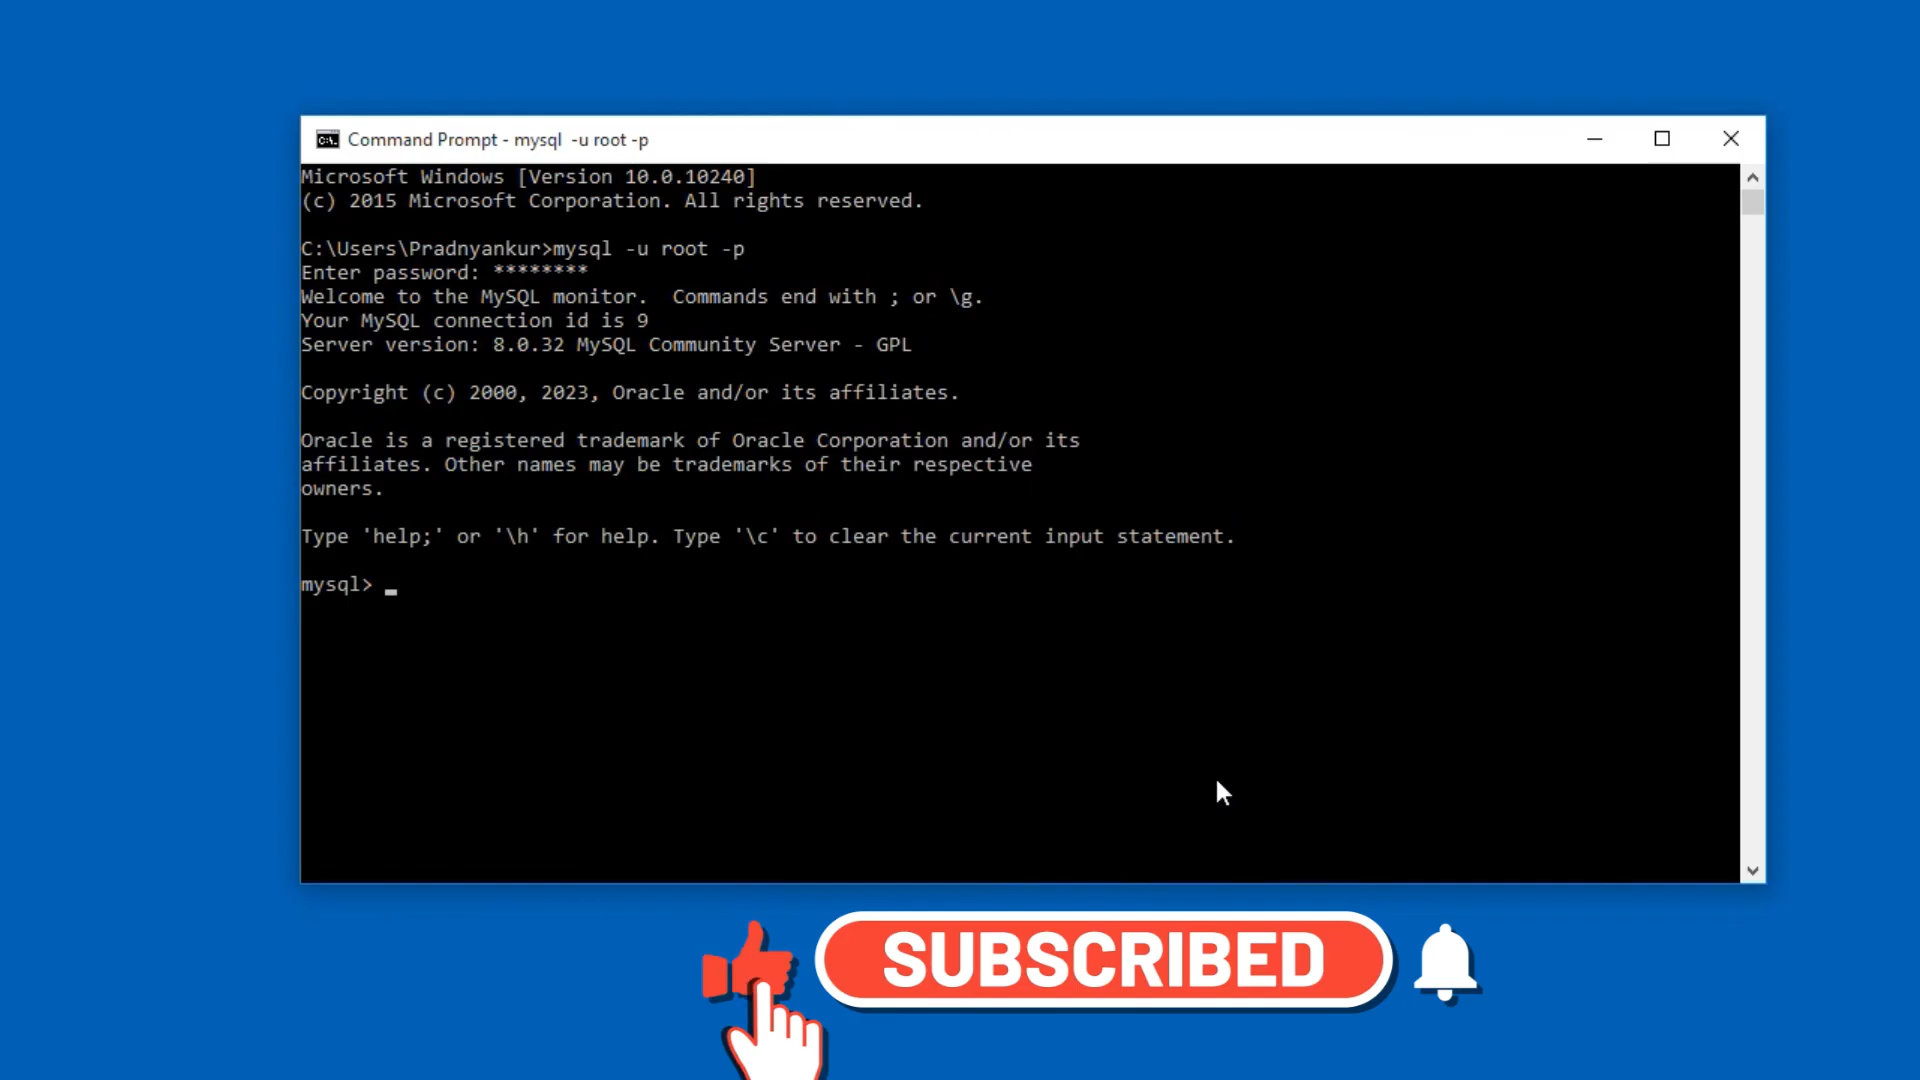 Command Prompt - mysql  -u root -p
Microsoft Windows [Version 10.0.10240]
(c) 2015 Microsoft Corporation. All rights reserved.
C:\Users\Pradnyankur>mysql -u root -p
Enter password: ********
Welcome to the MySQL monitor.  Commands end with ; or \g.
Your MySQL connection id is 9
Server version: 8.0.32 MySQL Community Server - GPL
Copyright (c) 2000, 2023, Oracle and/or its affiliates.
Oracle is a registered trademark of Oracle Corporation and/or its
affiliates. Other names may be trademarks of their respective
owners.
Type 'help;' or '\h' for help. Type '\c' to clear the current input statement.
mysql> _
SUBSCRIBED